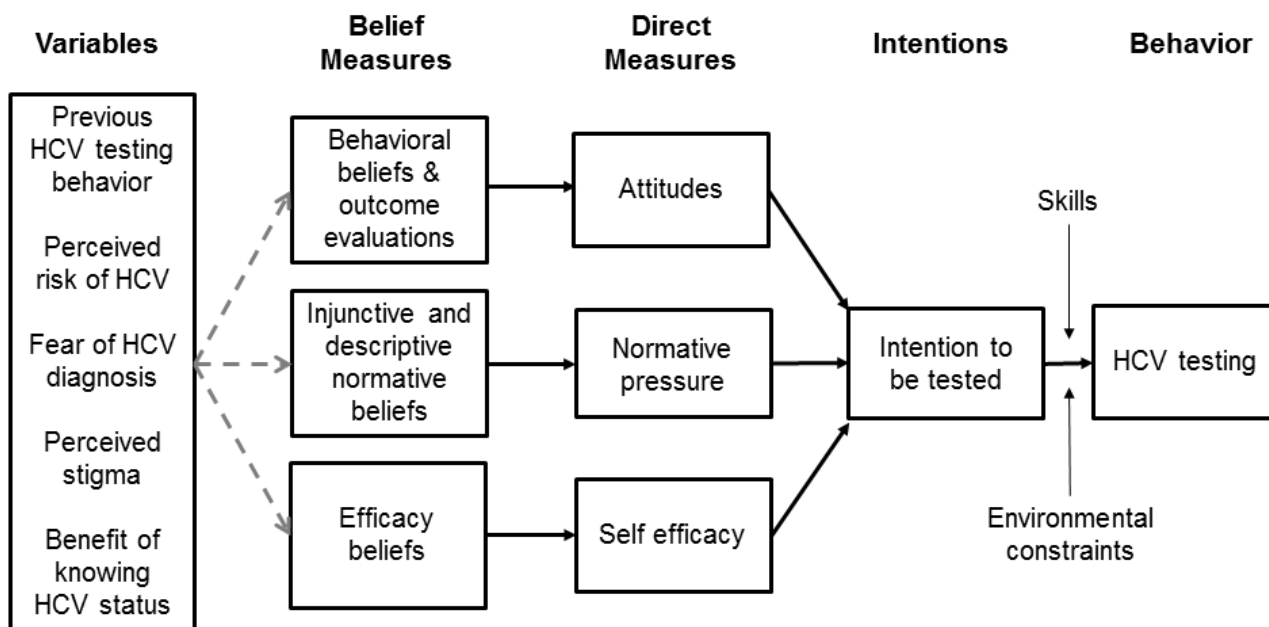 Variables
Belief
Measures
Direct
Measures
Intentions
Behavior
Previous
HCV testing
behavior
Perceived
risk of HCV
Fear of HCV
diagnosis
Perceived
stigma
Benefit of
knowing
HCV status
Behavioral
beliefs &
outcome
evaluations
Injunctive and
descriptive
normative
beliefs
Efficacy
beliefs
Attitudes
Normative
pressure
Self efficacy
Intention to
be tested
Skills
Environmental
constraints
HCV testing